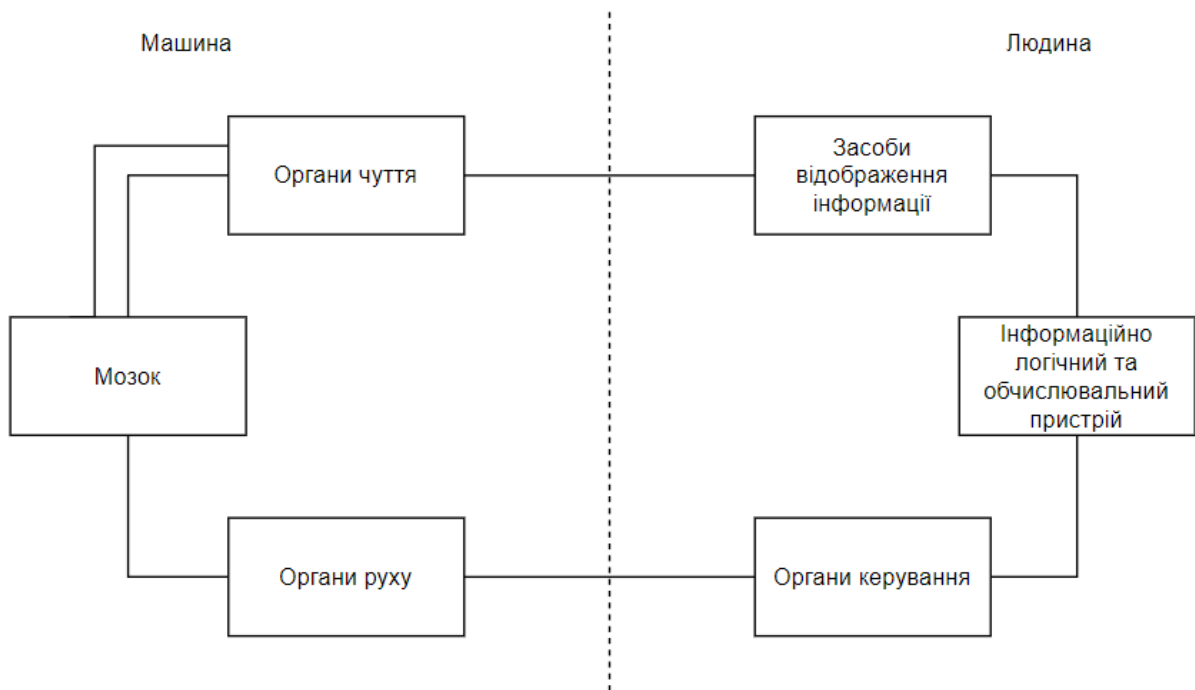 Машина
Людина
Органи чуття
Засоби
відображення
інформації
Мозок
Інформаційно
логічний та
обчислювальний
пристрій
Органи руху
Органи керування